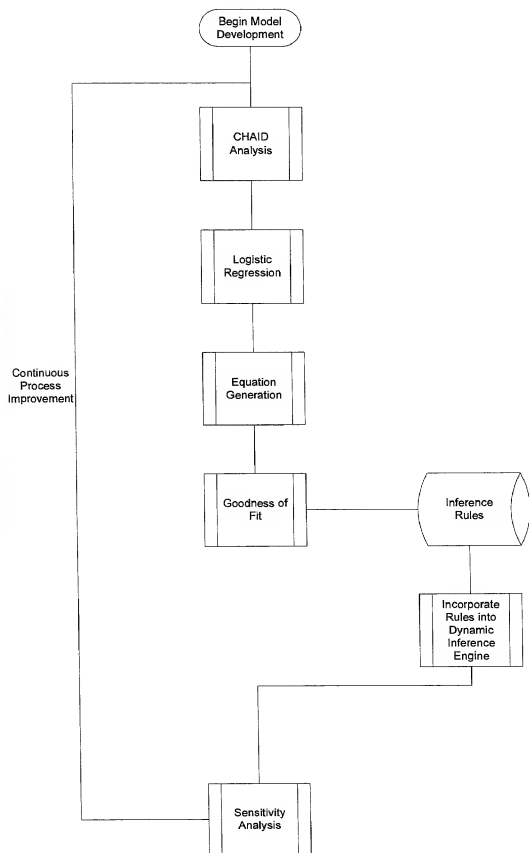 Begin Model
Development
CHAID
Analysis
Logistic
Regression
Continuous
Process
Improvement
Equation
Generation
Goodness of
Fit
Inference
Rules
Incorporate
Rules into
Dynamic
Inference
Engine
Sensitivity
Analysis